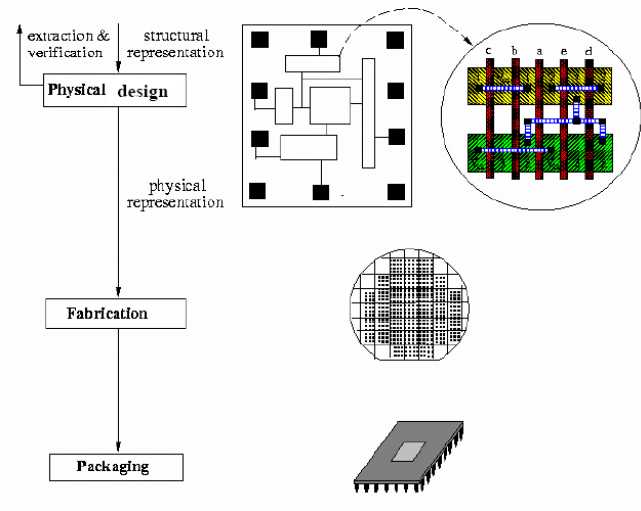 extraction &
verification
structural
representation
Physical design
c b a e d
physical
representation
Fabrication
Packaging